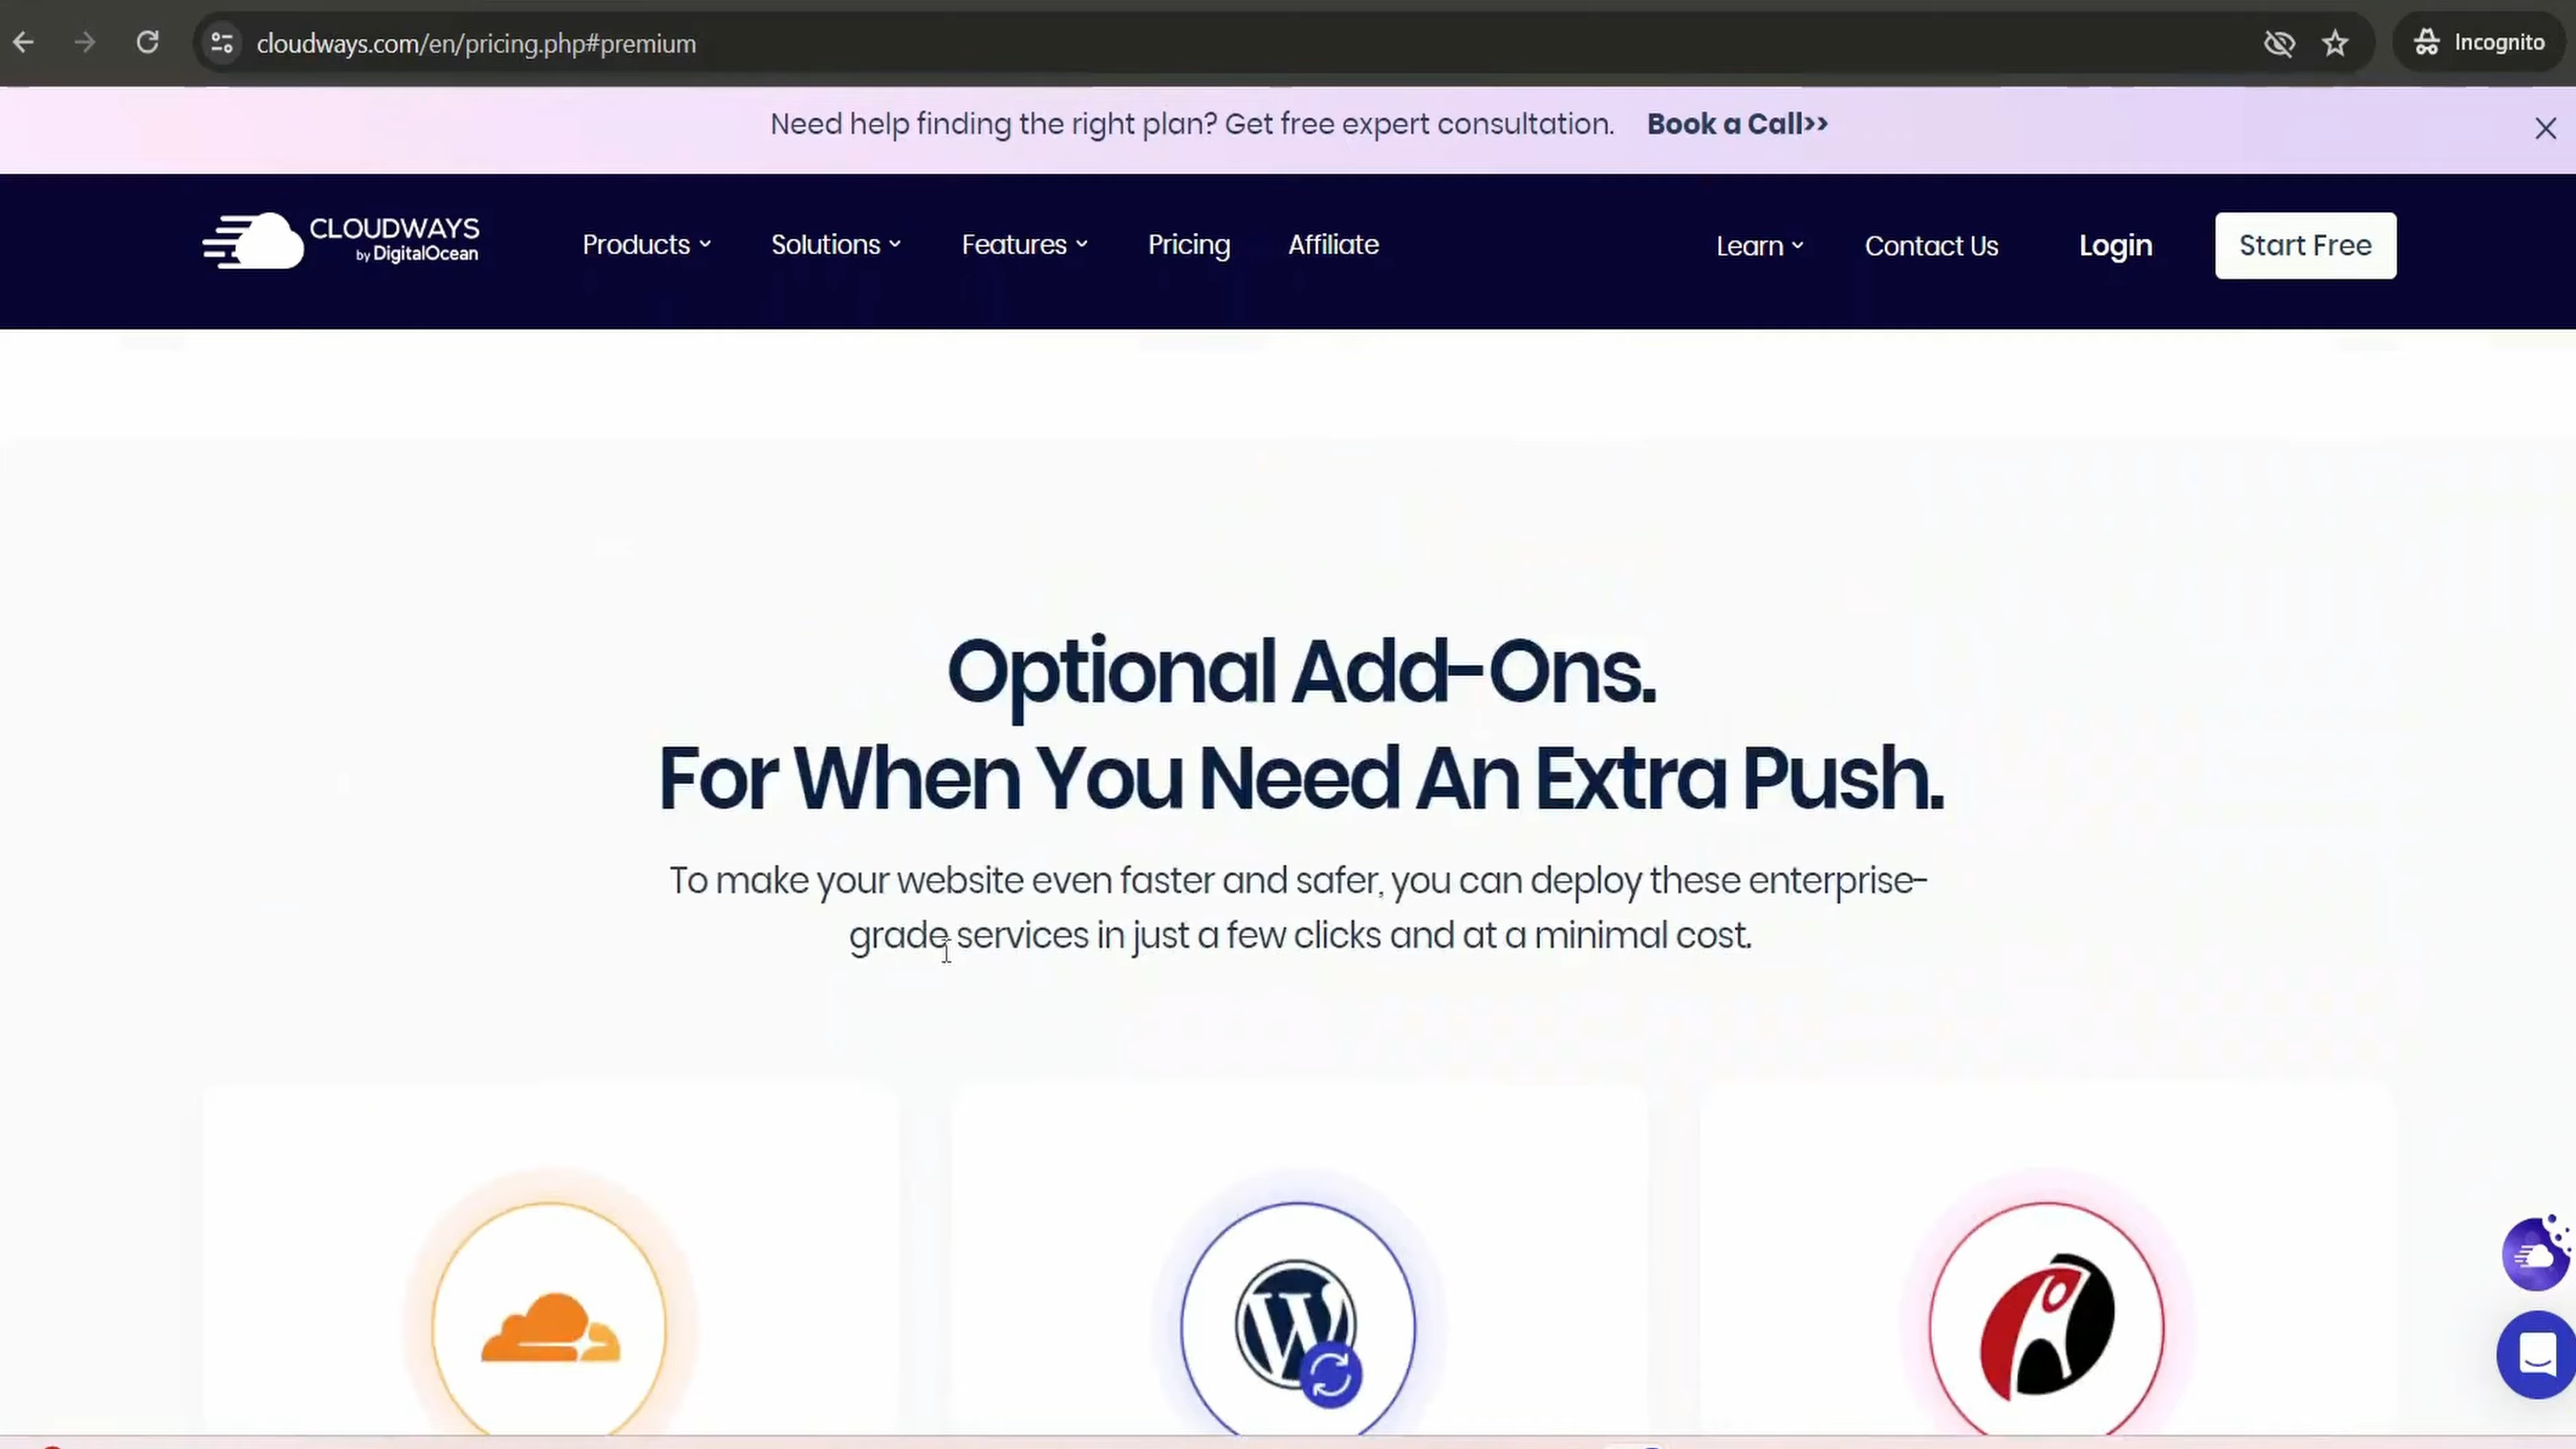 cloudways.com/en/pricing.php#premium
Incognito
Need help finding the right plan? Get free expert consultation. Book a Call>>
CLOUDWAYS
by DigitalOcean
Products
Solutions
Features
Pricing
Affiliate
Learn
Contact Us
Login
Start Free
Optional Add-Ons.
For When You Need An Extra Push.
To make your website even faster and safer, you can deploy these enterprise-
grade services in just a few clicks and at a minimal cost.